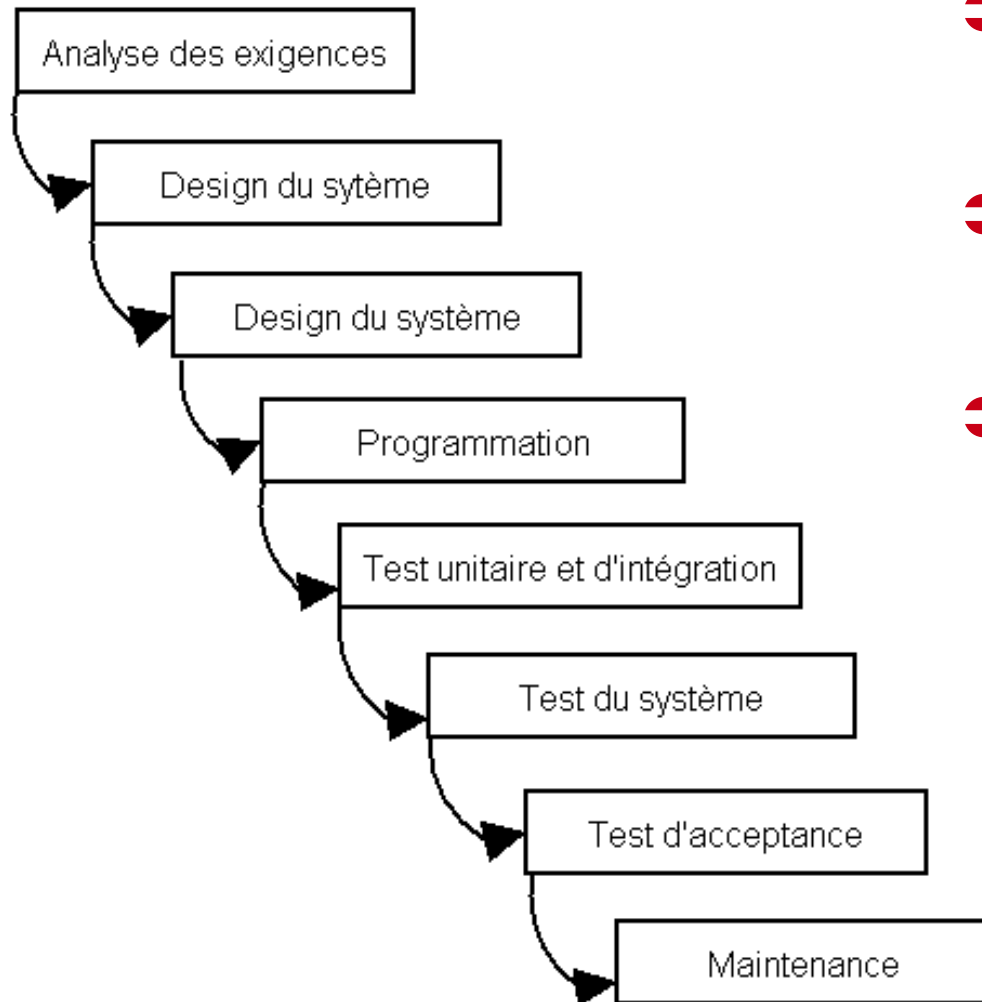 Analyse des exigences
Design du sytème
Design du système
Programmation
Test unitaire et d'intégration
Test du système
Test d'acceptance
Maintenance